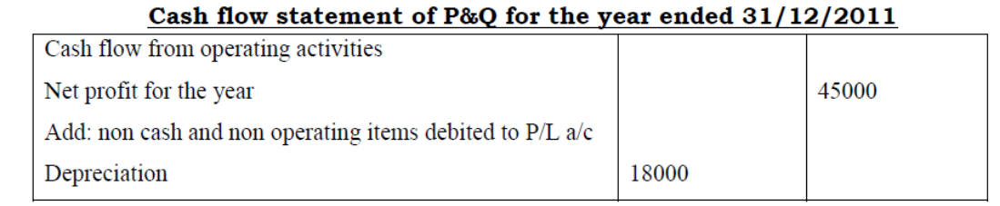 Cash flow statement of P&Q for the year ended 31/12/2011
Cash flow from operating activities
Net profit for the year 45000
Add: non cash and non operating items debited to P/L a/c
Depreciation 18000